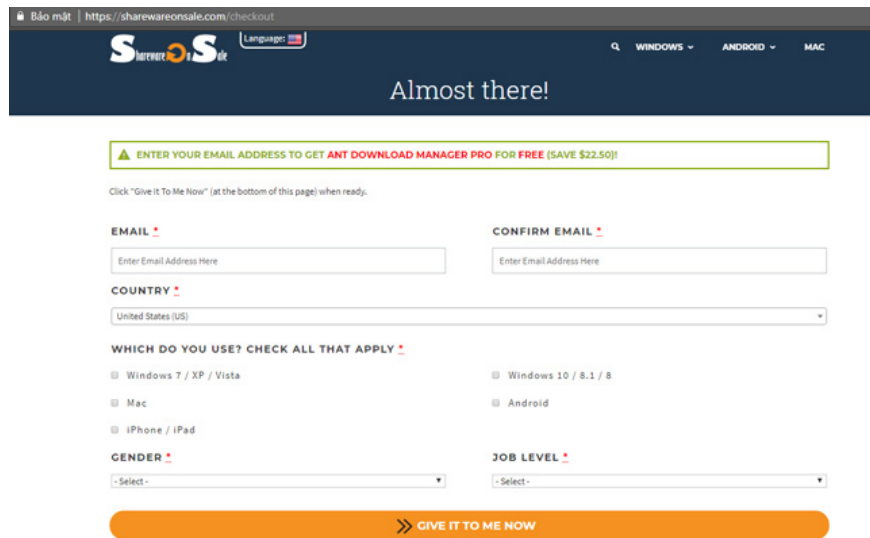 Bảo mật | https://sharewareonsale.com/checkout
Shareware On Sale
Language:
WINDOWS ANDROID MAC
Almost there!
ENTER YOUR EMAIL ADDRESS TO GET ANT DOWNLOAD MANAGER PRO FOR FREE (SAVE $22.50)!
Click "Give It To Me Now" (at the bottom of this page) when ready.
EMAIL * CONFIRM EMAIL *
Enter Email Address Here Enter Email Address Here
COUNTRY *
United States (US)
WHICH DO YOU USE? CHECK ALL THAT APPLY *
Windows 7 / XP / Vista Windows 10 / 8.1 / 8
Mac Android
iPhone / iPad
GENDER * JOB LEVEL *
- Select - - Select -
GIVE IT TO ME NOW